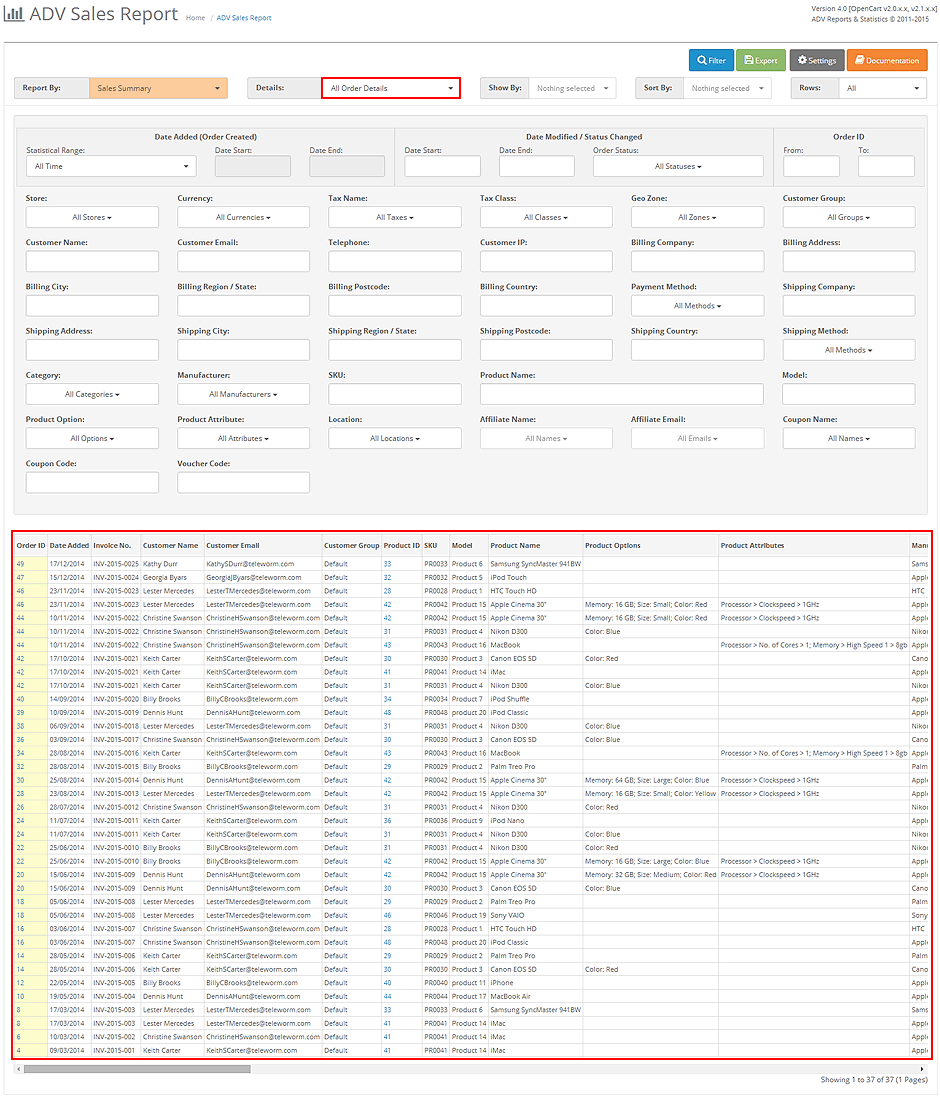 ADV Sales Report Home / ADV Sales Report
Version 4.0 [OpenCart v2.0.x.x, v2.1.x.x]
ADV Reports & Statistics © 2011-2015
Filter Export Settings Documentation
Report By: Sales Summary Details: All Order Details Show By: Nothing selected Sort By: Nothing selected Rows: All
Date Added (Order Created) Date Modified / Status Changed Order ID
Statistical Range: Date Start: Date End: Date Start: Date End: Order Status: From: To:
All Time All Statuses
Store: Currency: Tax Name: Tax Class: Geo Zone: Customer Group:
All Stores All Currencies All Taxes All Classes All Zones All Groups
Customer Name: Customer Email: Telephone: Customer IP: Billing Company: Billing Address:
Billing City: Billing Region / State: Billing Postcode: Billing Country: Payment Method: Shipping Company:
All Methods
Shipping Address: Shipping City: Shipping Region / State: Shipping Postcode: Shipping Country: Shipping Method:
All Methods
Category: Manufacturer: SKU: Product Name: Model:
All Categories All Manufacturers
Product Option: Product Attribute: Location: Affiliate Name: Affiliate Email: Coupon Name:
All Options All Attributes All Locations All Names All Emails All Names
Coupon Code: Voucher Code:
Order ID Date Added Invoice No. Customer Name Customer Email Customer Group Product ID SKU Model Product Name Product Options Product Attributes Man
49 17/12/2014 INV-2015-0025 Kathy Durr KathySDurr@teleworm.com Default 33 PR0033 Product 6 Samsung SyncMaster 941BW Sams
47 15/12/2014 INV-2015-0024 Georgia Byars GeorgiaJByars@teleworm.com Default 32 PR0032 Product 5 iPod Touch Apple
46 23/11/2014 INV-2015-0023 Lester Mercedes LesterTMercedes@teleworm.com Default 28 PR0028 Product 1 HTC Touch HD HTC
46 23/11/2014 INV-2015-0023 Lester Mercedes LesterTMercedes@teleworm.com Default 42 PR0042 Product 15 Apple Cinema 30" Memory: 16 GB; Size: Small; Color: Red Processor > Clockspeed > 1GHz Apple
44 10/11/2014 INV-2015-0022 Christine Swanson ChristineHSwanson@teleworm.com Default 42 PR0042 Product 15 Apple Cinema 30" Memory: 16 GB; Size: Small; Color: Red Processor > Clockspeed > 1GHz Apple
44 10/11/2014 INV-2015-0022 Christine Swanson ChristineHSwanson@teleworm.com Default 31 PR0031 Product 4 Nikon D300 Color: Blue Nikon
44 10/11/2014 INV-2015-0022 Christine Swanson ChristineHSwanson@teleworm.com Default 43 PR0043 Product 16 MacBook Processor > No. of Cores > 1; Memory > High Speed 1 > 8gb Apple
42 17/10/2014 INV-2015-0021 Keith Carter KeithSCarter@teleworm.com Default 30 PR0030 Product 3 Canon EOS 5D Color: Red Cano
42 17/10/2014 INV-2015-0021 Keith Carter KeithSCarter@teleworm.com Default 41 PR0041 Product 14 iMac Apple
42 17/10/2014 INV-2015-0021 Keith Carter KeithSCarter@teleworm.com Default 31 PR0031 Product 4 Nikon D300 Color: Blue Nikon
40 14/09/2014 INV-2015-0020 Billy Brooks BillyCBrooks@teleworm.com Default 34 PR0034 Product 7 iPod Shuffle Apple
39 10/09/2014 INV-2015-0019 Dennis Hunt DennisAHunt@teleworm.com Default 48 PR0048 product 20 iPod Classic Apple
38 06/09/2014 INV-2015-0018 Lester Mercedes LesterTMercedes@teleworm.com Default 31 PR0031 Product 4 Nikon D300 Color: Blue Nikon
36 03/09/2014 INV-2015-0017 Christine Swanson ChristineHSwanson@teleworm.com Default 30 PR0030 Product 3 Canon EOS 5D Color: Blue Cano
34 28/08/2014 INV-2015-0016 Keith Carter KeithSCarter@teleworm.com Default 43 PR0043 Product 16 MacBook Processor > No. of Cores > 1; Memory > High Speed 1 > 8gb Apple
32 28/08/2014 INV-2015-0015 Billy Brooks BillyCBrooks@teleworm.com Default 29 PR0029 Product 2 Palm Treo Pro Palm
30 25/08/2014 INV-2015-0014 Dennis Hunt DennisAHunt@teleworm.com Default 42 PR0042 Product 15 Apple Cinema 30" Memory: 64 GB; Size: Large; Color: Blue Processor > Clockspeed > 1GHz Apple
28 23/08/2014 INV-2015-0013 Lester Mercedes LesterTMercedes@teleworm.com Default 42 PR0042 Product 15 Apple Cinema 30" Memory: 16 GB; Size: Small; Color: Yellow Processor > Clockspeed > 1GHz Apple
26 28/07/2014 INV-2015-0012 Christine Swanson ChristineHSwanson@teleworm.com Default 31 PR0031 Product 4 Nikon D300 Color: Red Nikon
24 11/07/2014 INV-2015-0011 Keith Carter KeithSCarter@teleworm.com Default 36 PR0036 Product 9 iPod Nano Apple
24 11/07/2014 INV-2015-0011 Keith Carter KeithSCarter@teleworm.com Default 31 PR0031 Product 4 Nikon D300 Color: Blue Nikon
22 25/06/2014 INV-2015-0010 Billy Brooks BillyCBrooks@teleworm.com Default 31 PR0031 Product 4 Nikon D300 Color: Red Nikon
22 25/06/2014 INV-2015-0010 Billy Brooks BillyCBrooks@teleworm.com Default 42 PR0042 Product 15 Apple Cinema 30" Memory: 16 GB; Size: Large; Color: Blue Processor > Clockspeed > 1GHz Apple
20 15/06/2014 INV-2015-009 Dennis Hunt DennisAHunt@teleworm.com Default 42 PR0042 Product 15 Apple Cinema 30" Memory: 32 GB; Size: Medium; Color: Red Processor > Clockspeed > 1GHz Apple
20 15/06/2014 INV-2015-009 Dennis Hunt DennisAHunt@teleworm.com Default 30 PR0030 Product 3 Canon EOS 5D Color: Blue Cano
18 05/06/2014 INV-2015-008 Lester Mercedes LesterTMercedes@teleworm.com Default 29 PR0029 Product 2 Palm Treo Pro Palm
18 05/06/2014 INV-2015-008 Lester Mercedes LesterTMercedes@teleworm.com Default 46 PR0046 Product 19 Sony VAIO Sony
16 03/06/2014 INV-2015-007 Christine Swanson ChristineHSwanson@teleworm.com Default 28 PR0028 Product 1 HTC Touch HD HTC
16 03/06/2014 INV-2015-007 Christine Swanson ChristineHSwanson@teleworm.com Default 48 PR0048 product 20 iPod Classic Apple
14 28/05/2014 INV-2015-006 Keith Carter KeithSCarter@teleworm.com Default 29 PR0029 Product 2 Palm Treo Pro Palm
14 28/05/2014 INV-2015-006 Keith Carter KeithSCarter@teleworm.com Default 30 PR0030 Product 3 Canon EOS 5D Color: Red Cano
12 22/05/2014 INV-2015-005 Billy Brooks BillyCBrooks@teleworm.com Default 40 PR0040 product 11 iPhone Apple
10 19/05/2014 INV-2015-004 Dennis Hunt DennisAHunt@teleworm.com Default 44 PR0044 Product 17 MacBook Air Apple
8 17/03/2014 INV-2015-003 Lester Mercedes LesterTMercedes@teleworm.com Default 33 PR0033 Product 6 Samsung SyncMaster 941BW Sams
8 17/03/2014 INV-2015-003 Lester Mercedes LesterTMercedes@teleworm.com Default 41 PR0041 Product 14 iMac Apple
6 10/03/2014 INV-2015-002 Christine Swanson ChristineHSwanson@teleworm.com Default 41 PR0041 Product 14 iMac Apple
4 09/03/2014 INV-2015-001 Keith Carter KeithSCarter@teleworm.com Default 41 PR0041 Product 14 iMac Apple
Showing 1 to 37 of 37 (1 Pages)